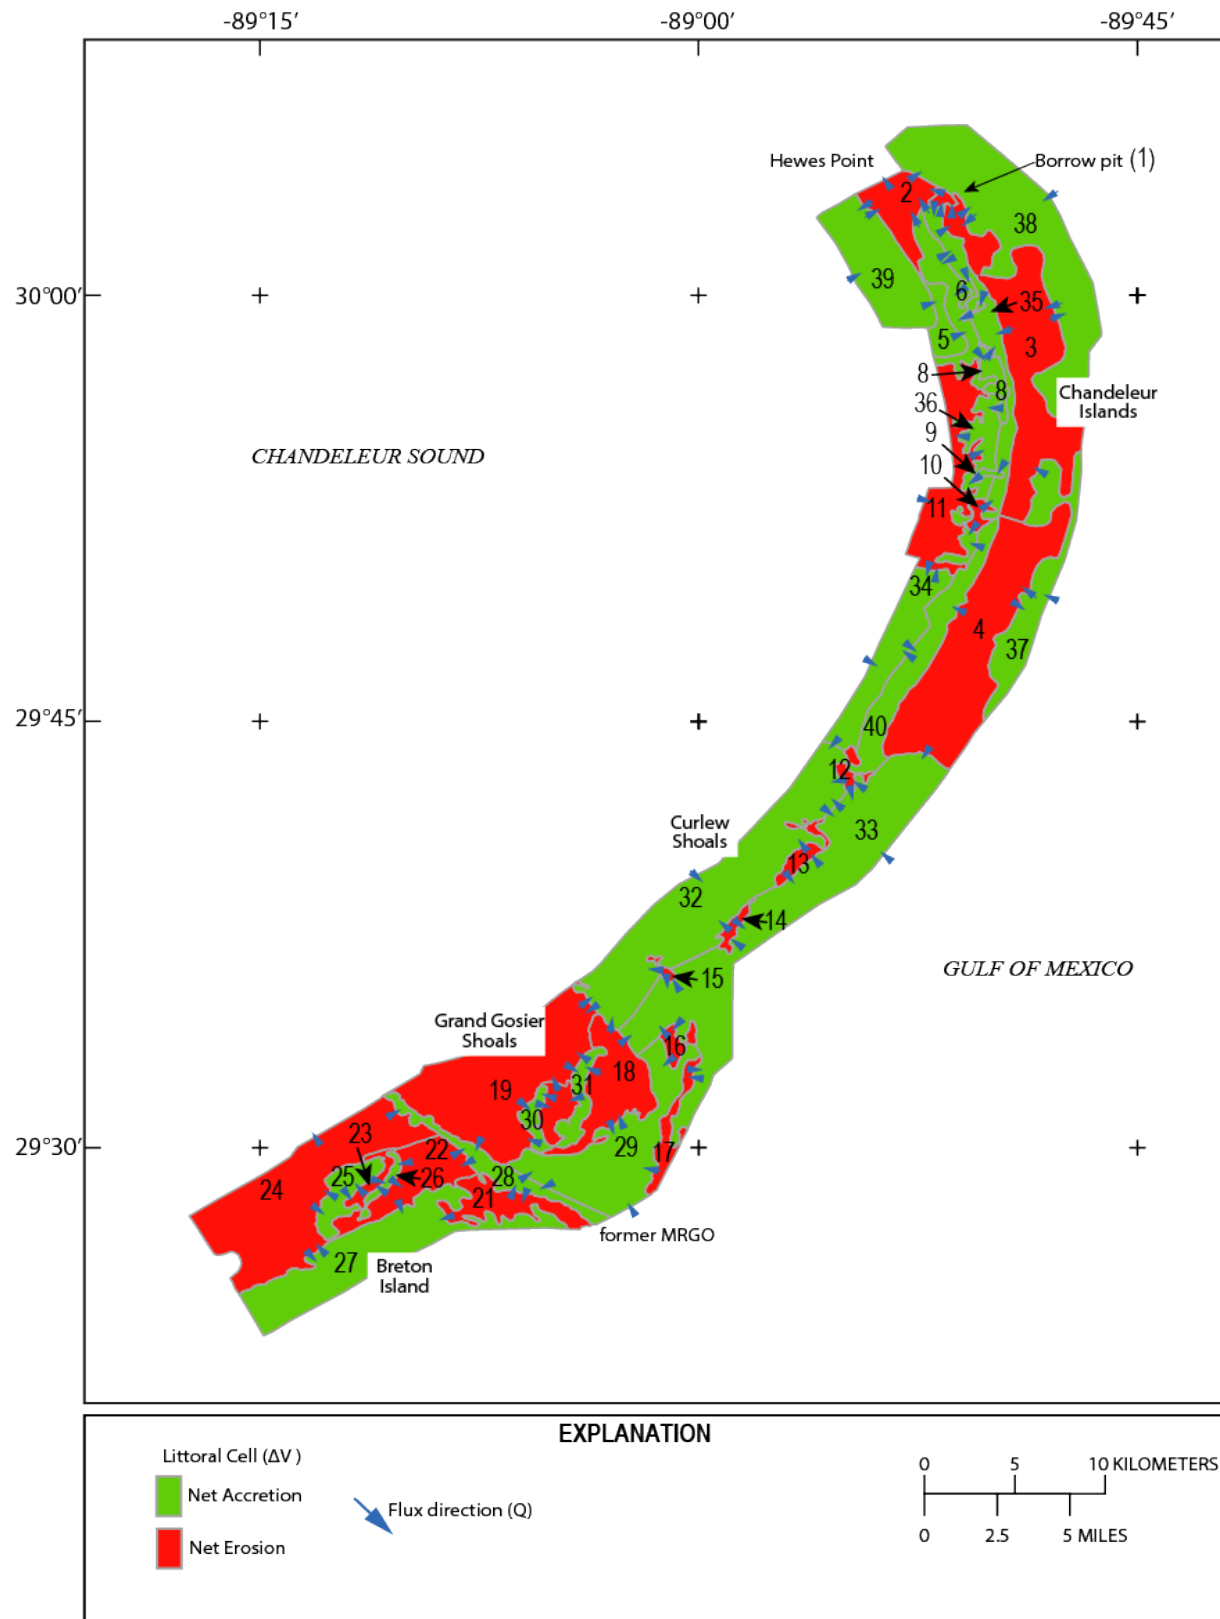 -89°15′
-89°00′
-89°45′
Hewes Point
Borrow pit (1)
2
38
39
30°00′
6
35
5
3
8
8
Chandeleur
Islands
36
9
CHANDELEUR SOUND
10
11
34
4
37
29°45′
40
12
Curlew
Shoals
33
13
32
14
GULF OF MEXICO
15
Grand Gosier
Shoals
16
18
31
19
30
23
29°30′
29
22
17
25
26
28
24
21
former MRGO
27
Breton
Island
EXPLANATION
Littoral Cell (ΔV )
Net Accretion
Flux direction (Q)
Net Erosion
0 5 10 KILOMETERS
0 2.5 5 MILES